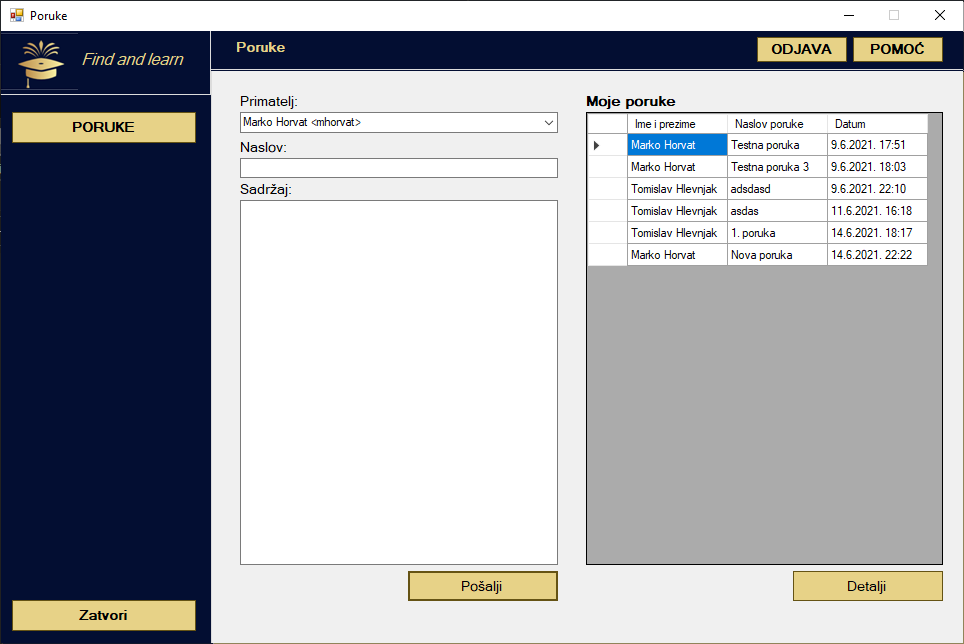 Poruke
Find and learn
Poruke
ODJAVA
POMOĆ
PORUKE
Primatelj:
Marko Horvat <mhorvat>
Naslov:
Sadržaj:
Pošalji
Moje poruke
Ime i prezime Naslov poruke Datum
Marko Horvat Testna poruka 9.6.2021. 17:51
Marko Horvat Testna poruka 3 9.6.2021. 18:03
Tomislav Hlevnjak adsdasd 9.6.2021. 22:10
Tomislav Hlevnjak asdas 11.6.2021. 16:18
Tomislav Hlevnjak 1. poruka 14.6.2021. 18:17
Marko Horvat Nova poruka 14.6.2021. 22:22
Detalji
Zatvori